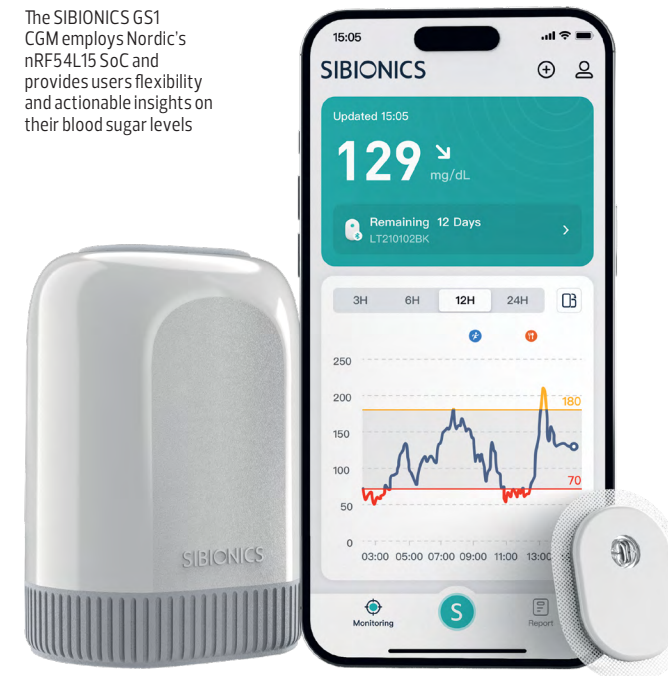 The SIBIONICS GS1
CGM employs Nordic's
nRF54L15 SoC and
provides users flexibility
and actionable insights on
their blood sugar levels
15:05
SIBIONICS
Updated 15:05
129
mg/dL
Remaining 12 Days
LT210102BK
3H 6H 12H 24H
250
200
180
150
100
70
50
0
03:00 05:00 07:00 09:00 11:00 13:00
SIBIONICS
Monitoring
S
Report